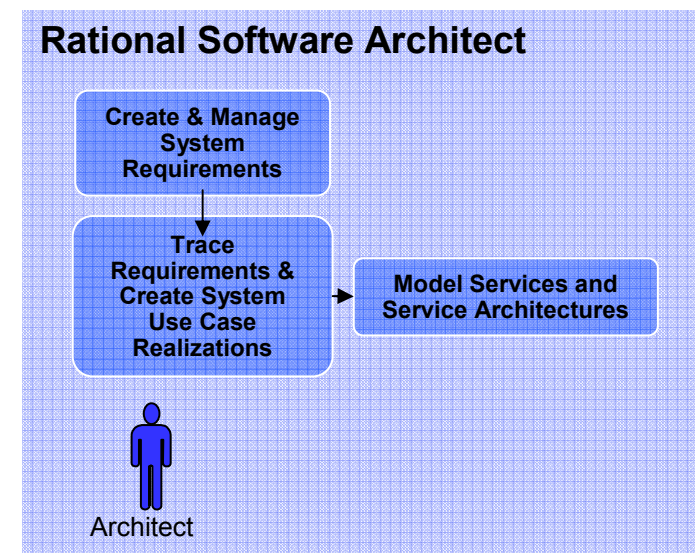 Rational Software Architect
Create & Manage
System
Requirements
Trace
Requirements &
Create System
Use Case
Realizations
Model Services and
Service Architectures
Architect